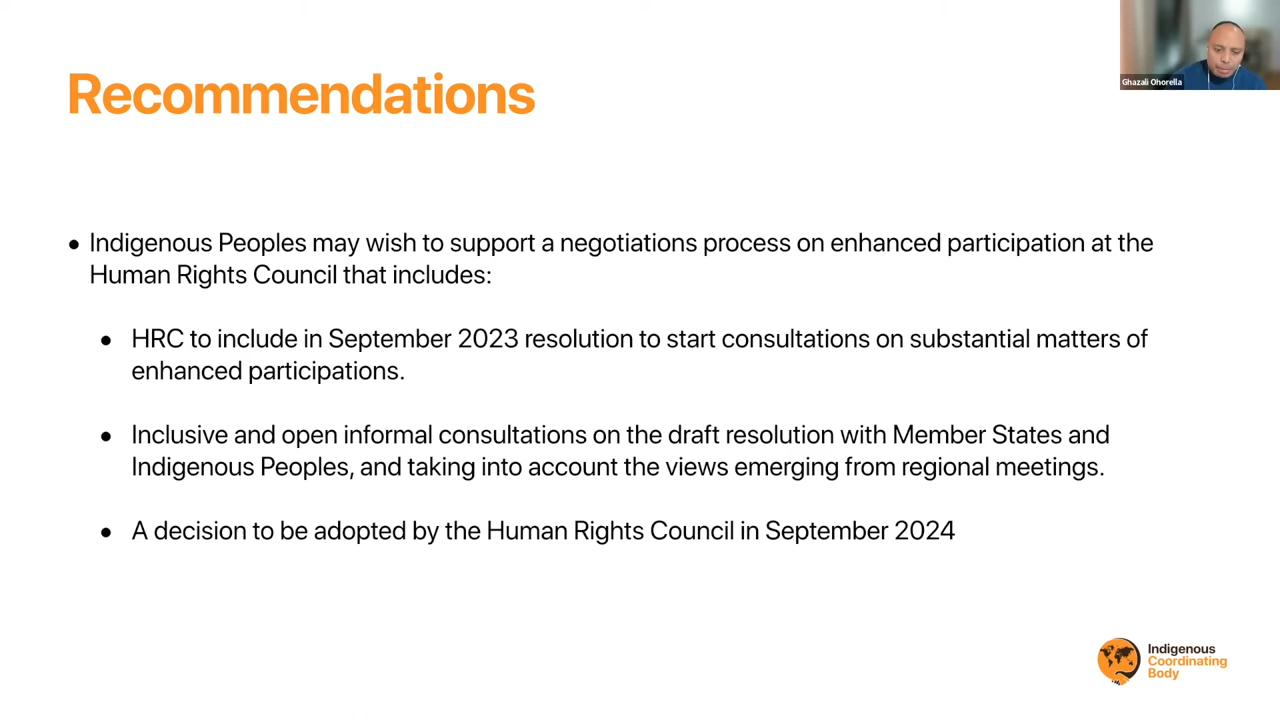 Ghazali Ohorella
Recommendations
• Indigenous Peoples may wish to support a negotiations process on enhanced participation at the
Human Rights Council that includes:
• HRC to include in September 2023 resolution to start consultations on substantial matters of
enhanced participations.
• Inclusive and open informal consultations on the draft resolution with Member States and
Indigenous Peoples, and taking into account the views emerging from regional meetings.
• A decision to be adopted by the Human Rights Council in September 2024
Indigenous
Coordinating
Body